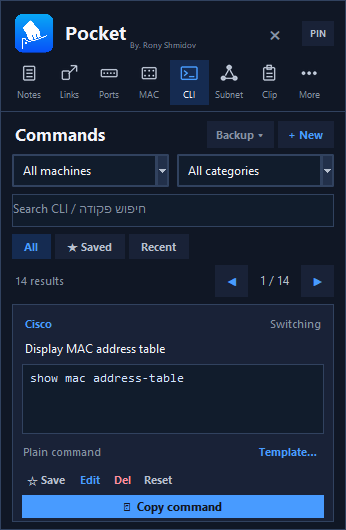 Pocket
By. Rony Shmidov
✕
PIN
Notes Links Ports MAC CLI Subnet Clip More
Commands
Backup ▾
+ New
All machines
All categories
Search CLI / חיפוש פקודה
All ★ Saved Recent
14 results
◀ 1 / 14 ▶
Cisco Switching
Display MAC address table
show mac address-table
Plain command Template...
☆ Save Edit Del Reset
Copy command